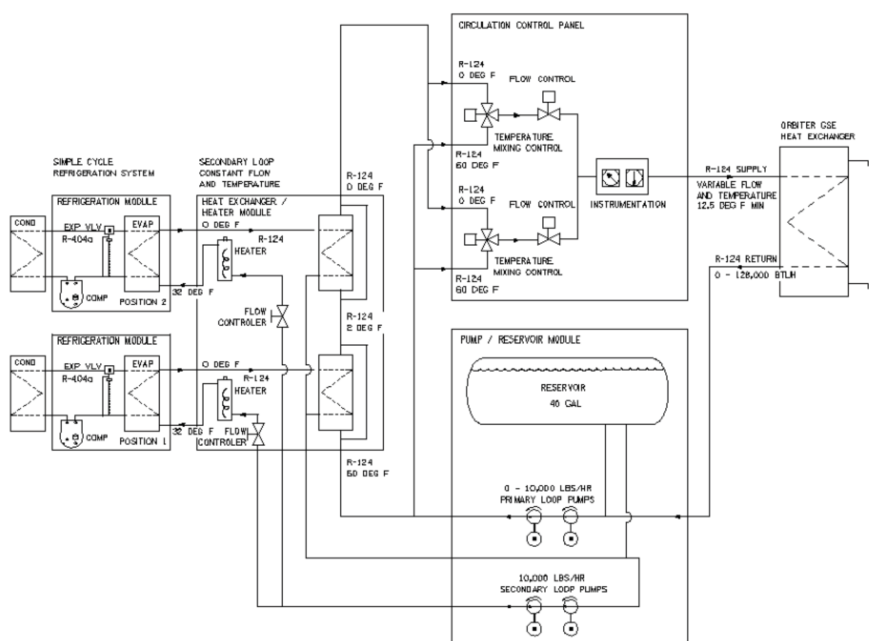 CIRCULATION CONTROL PANEL
R-124
0 DEG F
FLOW CONTROL
TEMPERATURE
MIXING CONTROL
R-124
60 DEG F
R-124
0 DEG F
FLOW CONTROL
TEMPERATURE
MIXING CONTROL
R-124
60 DEG F
INSTRUMENTATION
ORBITER GSE
HEAT EXCHANGER
R-124 SUPPLY
VARIABLE FLOW
AND TEMPERATURE
12.5 DEG F MIN
R-124 RETURN
0 - 128,000 BTUH
SIMPLE CYCLE
REFRIGERATION SYSTEM
SECONDARY LOOP
CONSTANT FLOW
AND TEMPERATURE
R-124
0 DEG F
REFRIGERATION MODULE
HEAT EXCHANGER /
HEATER MODULE
COND
EXP VLV
EVAP
0 DEG F
R-404a
R-124
HEATER
COMP
POSITION 2
32 DEG F
FLOW
CONTROLER
R-124
2 DEG F
REFRIGERATION MODULE
COND
EXP VLV
EVAP
0 DEG F
R-404a
R-124
HEATER
COMP
POSITION 1
32 DEG F
FLOW
CONTROLER
R-124
60 DEG F
PUMP / RESERVOIR MODULE
RESERVOIR
46 GAL
0 - 10,000 LBS/HR
PRIMARY LOOP PUMPS
10,000 LBS/HR
SECONDARY LOOP PUMPS